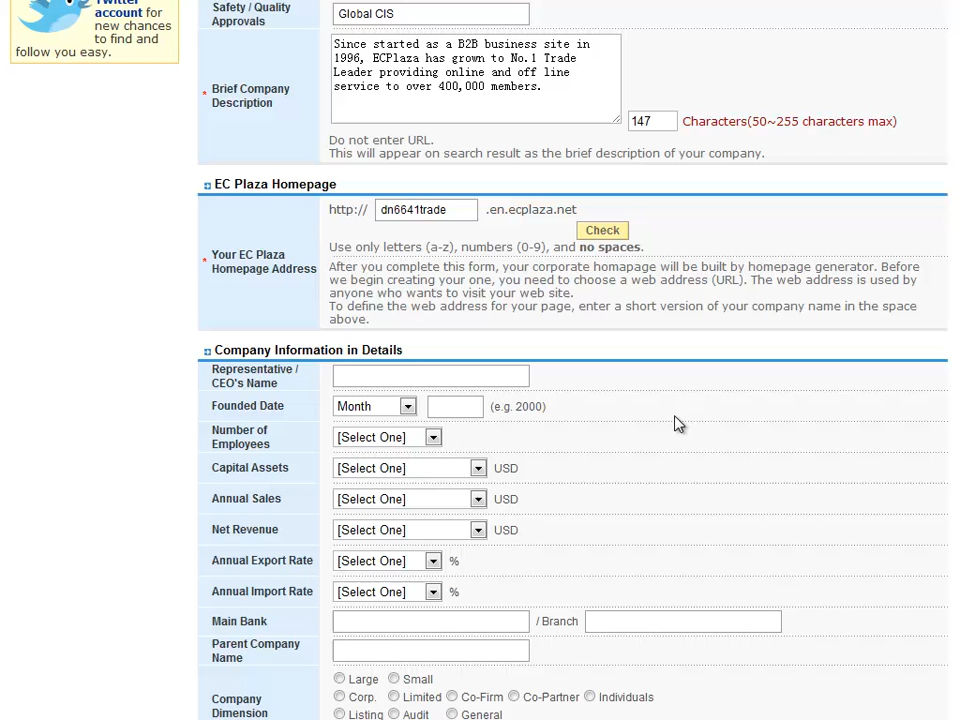 Twitter
account for
new chances
to find and
follow you easy.
Safety / Quality
Approvals
Global CIS
* Brief Company
Description
Since started as a B2B business site in
1996, ECPlaza has grown to No.1 Trade
Leader providing online and off line
service to over 400,000 members.
147 Characters(50~255 characters max)
Do not enter URL.
This will appear on search result as the brief description of your company.
EC Plaza Homepage
* Your EC Plaza
Homepage Address
http:// dn6641trade .en.ecplaza.net
Check
Use only letters (a-z), numbers (0-9), and no spaces.
After you complete this form, your corporate homapage will be built by homepage generator. Before
we begin creating your one, you need to choose a web address (URL). The web address is used by
anyone who wants to visit your web site.
To define the web address for your page, enter a short version of your company name in the space
above.
Company Information in Details
Representative /
CEO's Name
Founded Date Month (e.g. 2000)
Number of
Employees
[Select One]
Capital Assets [Select One] USD
Annual Sales [Select One] USD
Net Revenue [Select One] USD
Annual Export Rate [Select One] %
Annual Import Rate [Select One] %
Main Bank / Branch
Parent Company
Name
Company
Dimension
Large Small
Corp. Limited Co-Firm Co-Partner Individuals
Listing Audit General